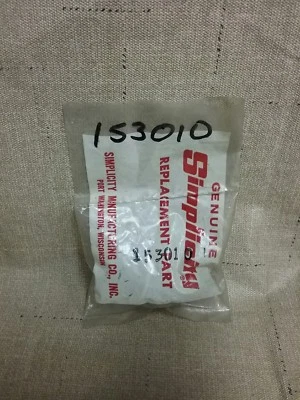 153010
GENUINE
Simplicity
REPLACEMENT PART
153010
SIMPLICITY MANUFACTURING CO., INC.
PORT WASHINGTON, WISCONSIN